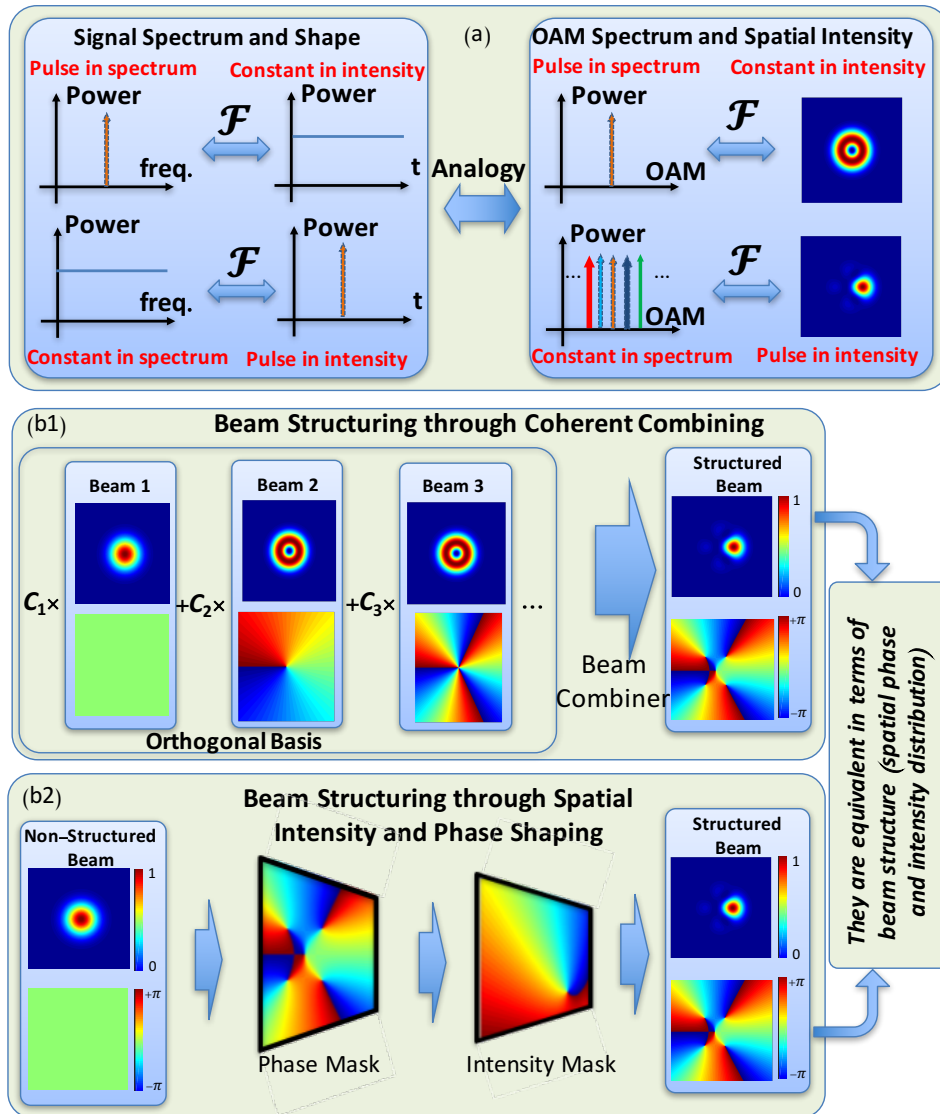 (a)
Signal Spectrum and Shape
Pulse in spectrum
Constant in intensity
Power
freq.
ℱ
Power
t
Power
freq.
ℱ
Power
t
Constant in spectrum
Pulse in intensity
Analogy
OAM Spectrum and Spatial Intensity
Pulse in spectrum
Constant in intensity
Power
OAM
ℱ
Power
... ...
OAM
ℱ
Constant in spectrum
Pulse in intensity
(b1)
Beam Structuring through Coherent Combining
Beam 1
Beam 2
Beam 3
C₁×
+C₂×
+C₃×
...
Orthogonal Basis
Beam
Combiner
Structured
Beam
1
0
+π
−π
(b2)
Beam Structuring through Spatial
Intensity and Phase Shaping
Non–Structured
Beam
1
0
+π
−π
Phase Mask
Intensity Mask
Structured
Beam
1
0
+π
−π
They are equivalent in terms of
beam structure (spatial phase
and intensity distribution)